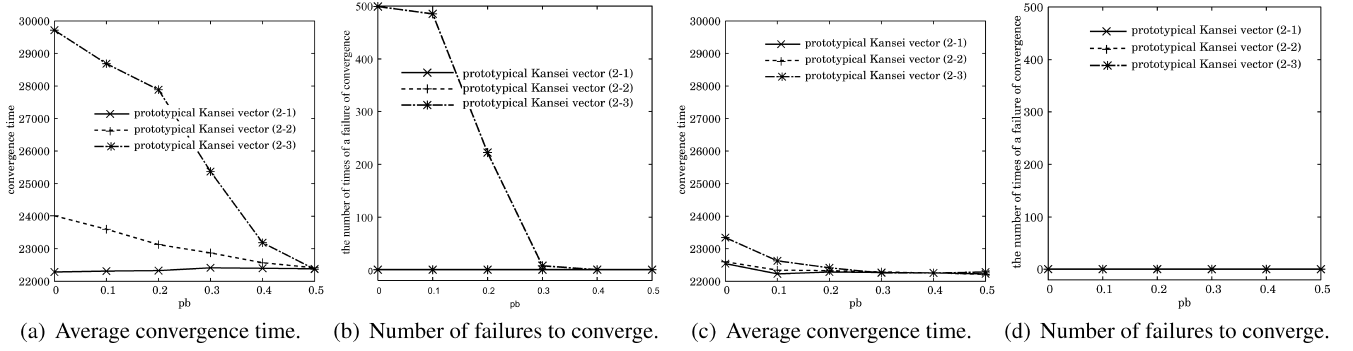 30000
29000
28000
27000
26000
25000
24000
23000
22000
convergence time
prototypical Kansei vector (2-1)
prototypical Kansei vector (2-2)
prototypical Kansei vector (2-3)
0 0.1 0.2 0.3 0.4 0.5
pb
(a) Average convergence time.
500
400
300
200
100
0
the number of times of a failure of convergence
prototypical Kansei vector (2-1)
prototypical Kansei vector (2-2)
prototypical Kansei vector (2-3)
0 0.1 0.2 0.3 0.4 0.5
pb
(b) Number of failures to converge.
30000
29000
28000
27000
26000
25000
24000
23000
22000
convergence time
prototypical Kansei vector (2-1)
prototypical Kansei vector (2-2)
prototypical Kansei vector (2-3)
0 0.1 0.2 0.3 0.4 0.5
pb
(c) Average convergence time.
500
400
300
200
100
0
the number of times of a failure of convergence
prototypical Kansei vector (2-1)
prototypical Kansei vector (2-2)
prototypical Kansei vector (2-3)
0 0.1 0.2 0.3 0.4 0.5
pb
(d) Number of failures to converge.